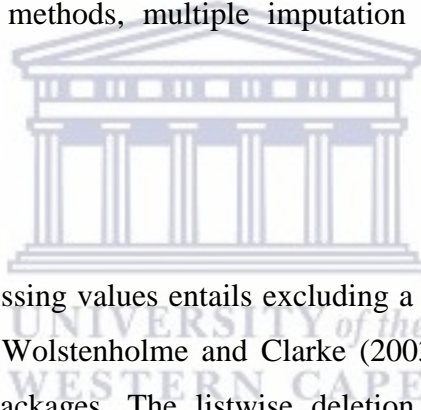 methods, multiple imputation
ssing values entails excluding a
UNIVERSITY of the
Wolstenholme and Clarke (2003
WESTERN CAPE
ackages. The listwise deletion